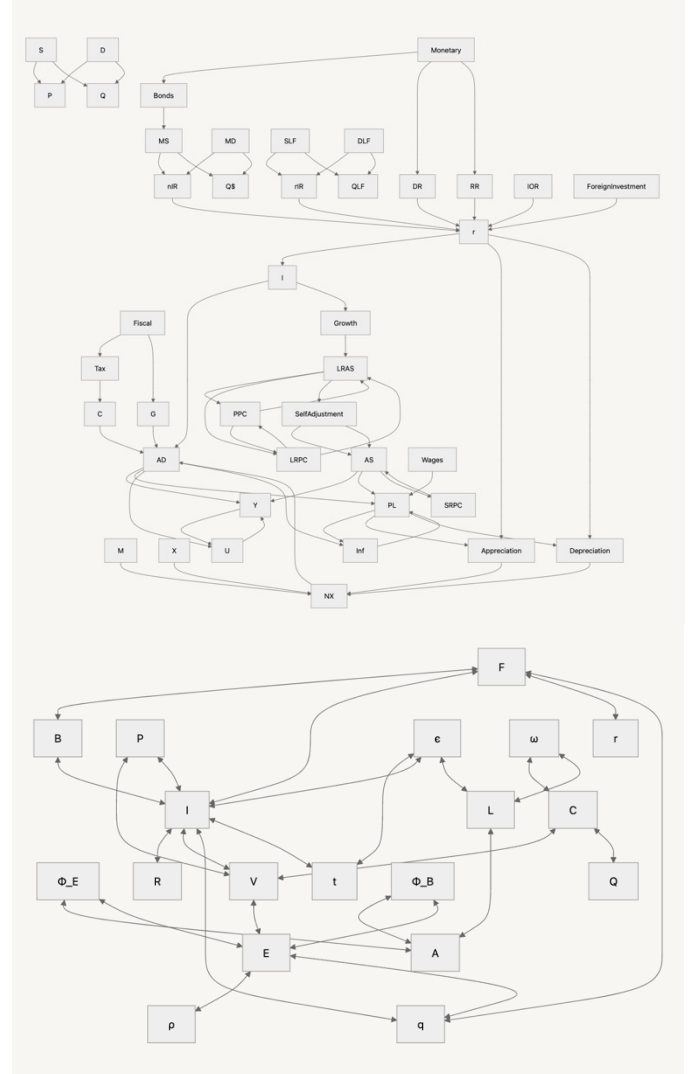 S D Monetary
P Q Bonds
MS MD SLF DLF
nIR Q$ rIR QLF DR RR IOR ForeignInvestment
r
I
Fiscal Growth
Tax LRAS
C G PPC SelfAdjustment
AD LRPC AS Wages
Y PL SRPC
M X U Inf Appreciation Depreciation
NX
F
B P ϵ ω r
I L C
Φ_E R V t Φ_B Q
E A
ρ q